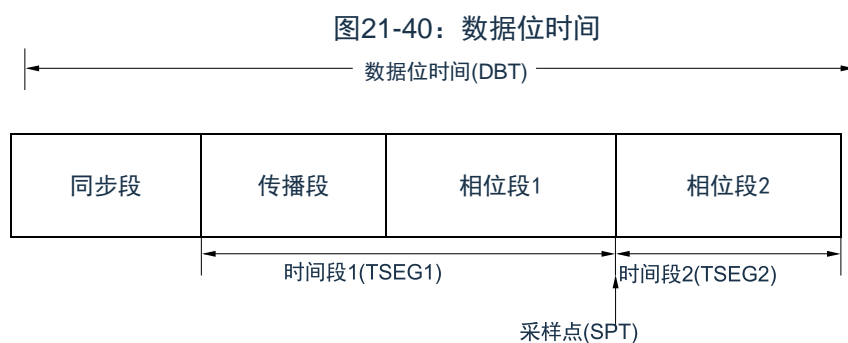 图21-40：数据位时间
数据位时间(DBT)
同步段
传播段
相位段1
相位段2
时间段1(TSEG1)
时间段2(TSEG2)
采样点(SPT)